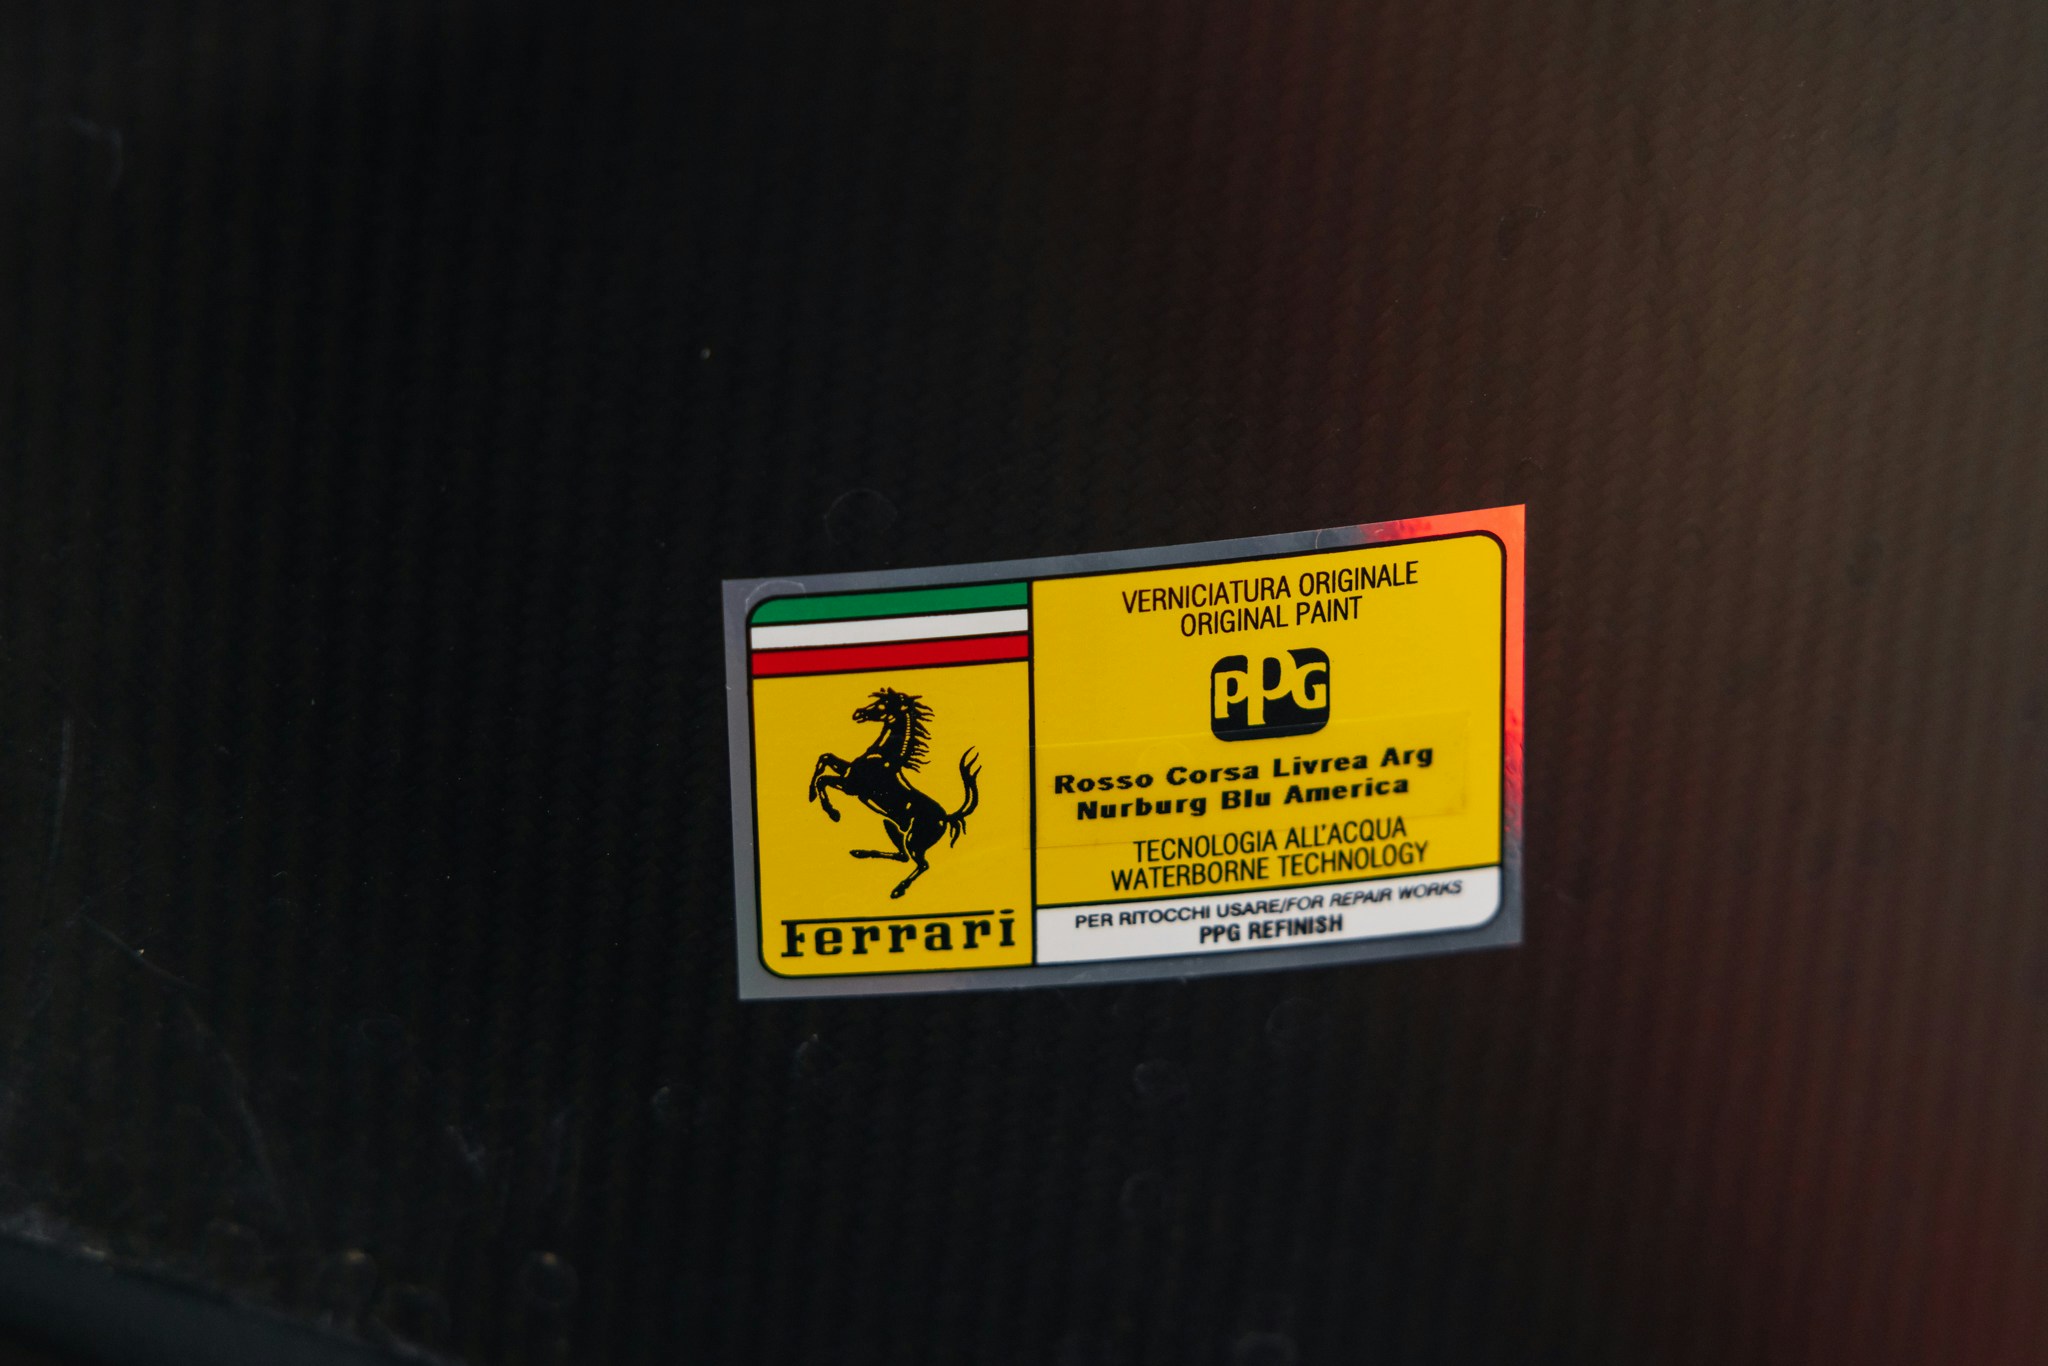 Ferrari
VERNICIATURA ORIGINALE
ORIGINAL PAINT
PPG
Rosso Corsa Livrea Arg
Nurburg Blu America
TECNOLOGIA ALL'ACQUA
WATERBORNE TECHNOLOGY
PER RITOCCHI USARE/FOR REPAIR WORKS
PPG REFINISH